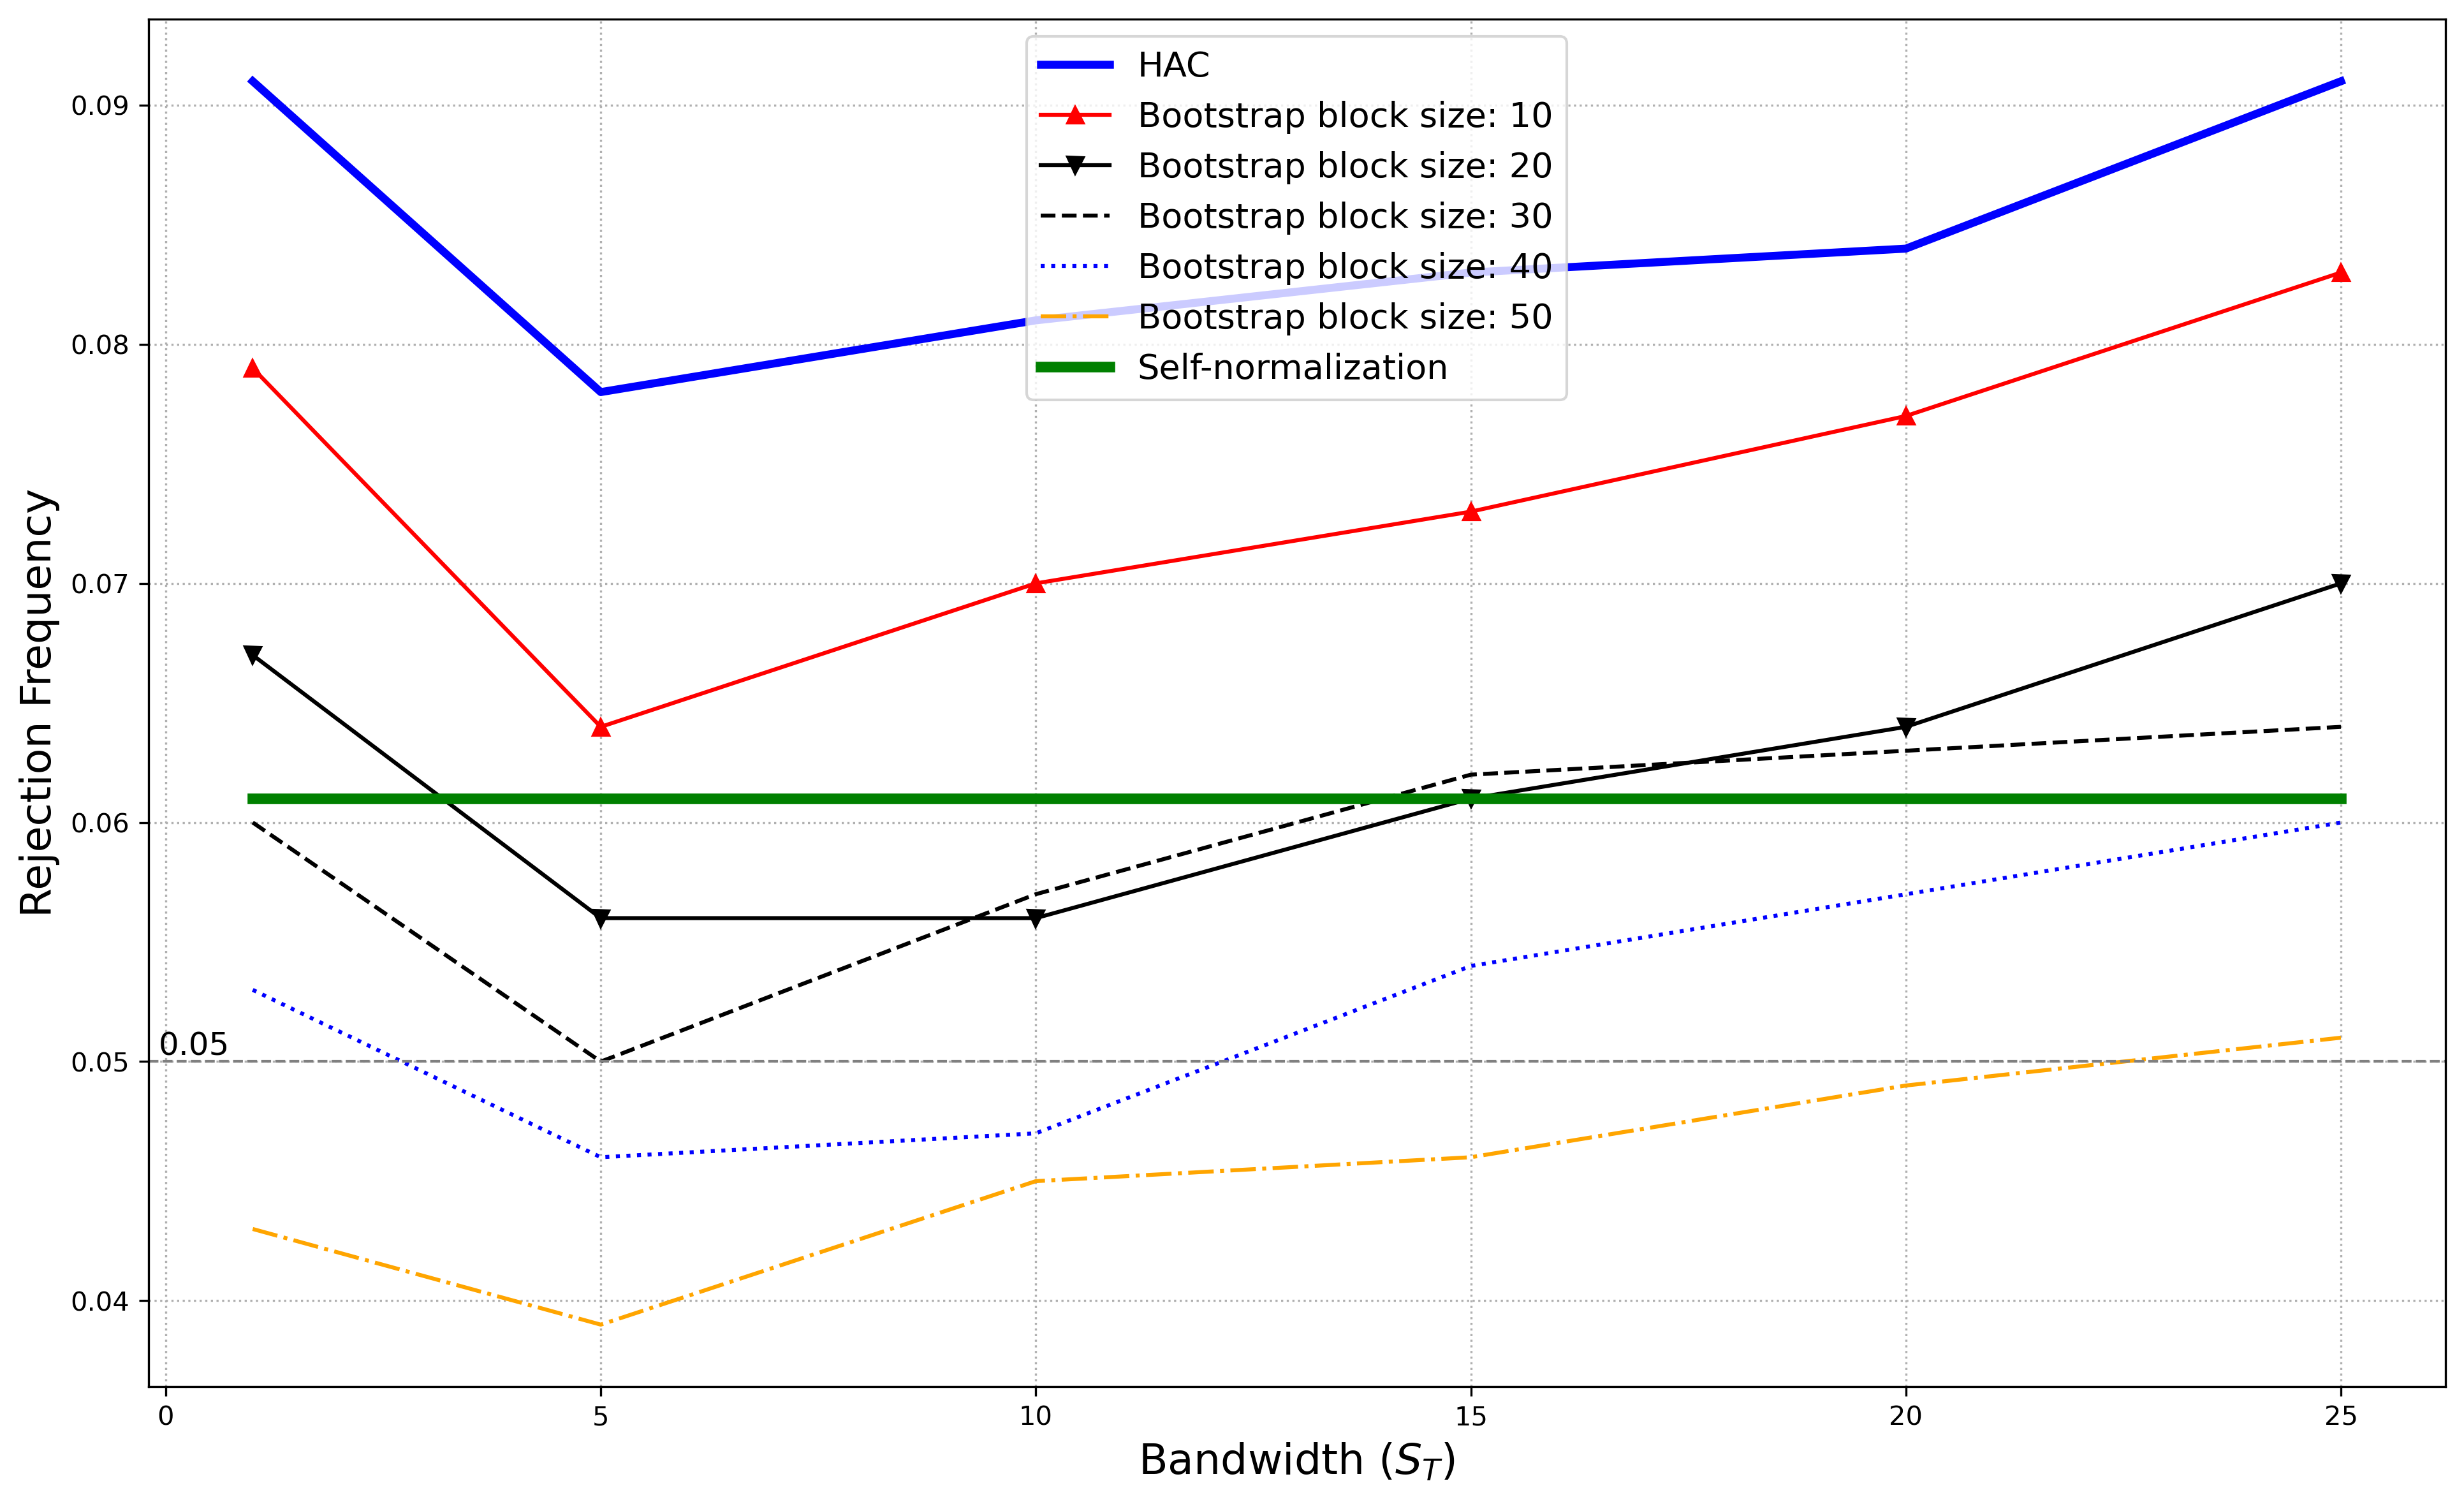 HAC
Bootstrap block size: 10
Bootstrap block size: 20
Bootstrap block size: 30
Bootstrap block size: 40
Bootstrap block size: 50
Self-normalization
Rejection Frequency
0.09
0.08
0.07
0.06
0.05
0.05
0.04
0 5 10 15 20 25
Bandwidth (S_T)